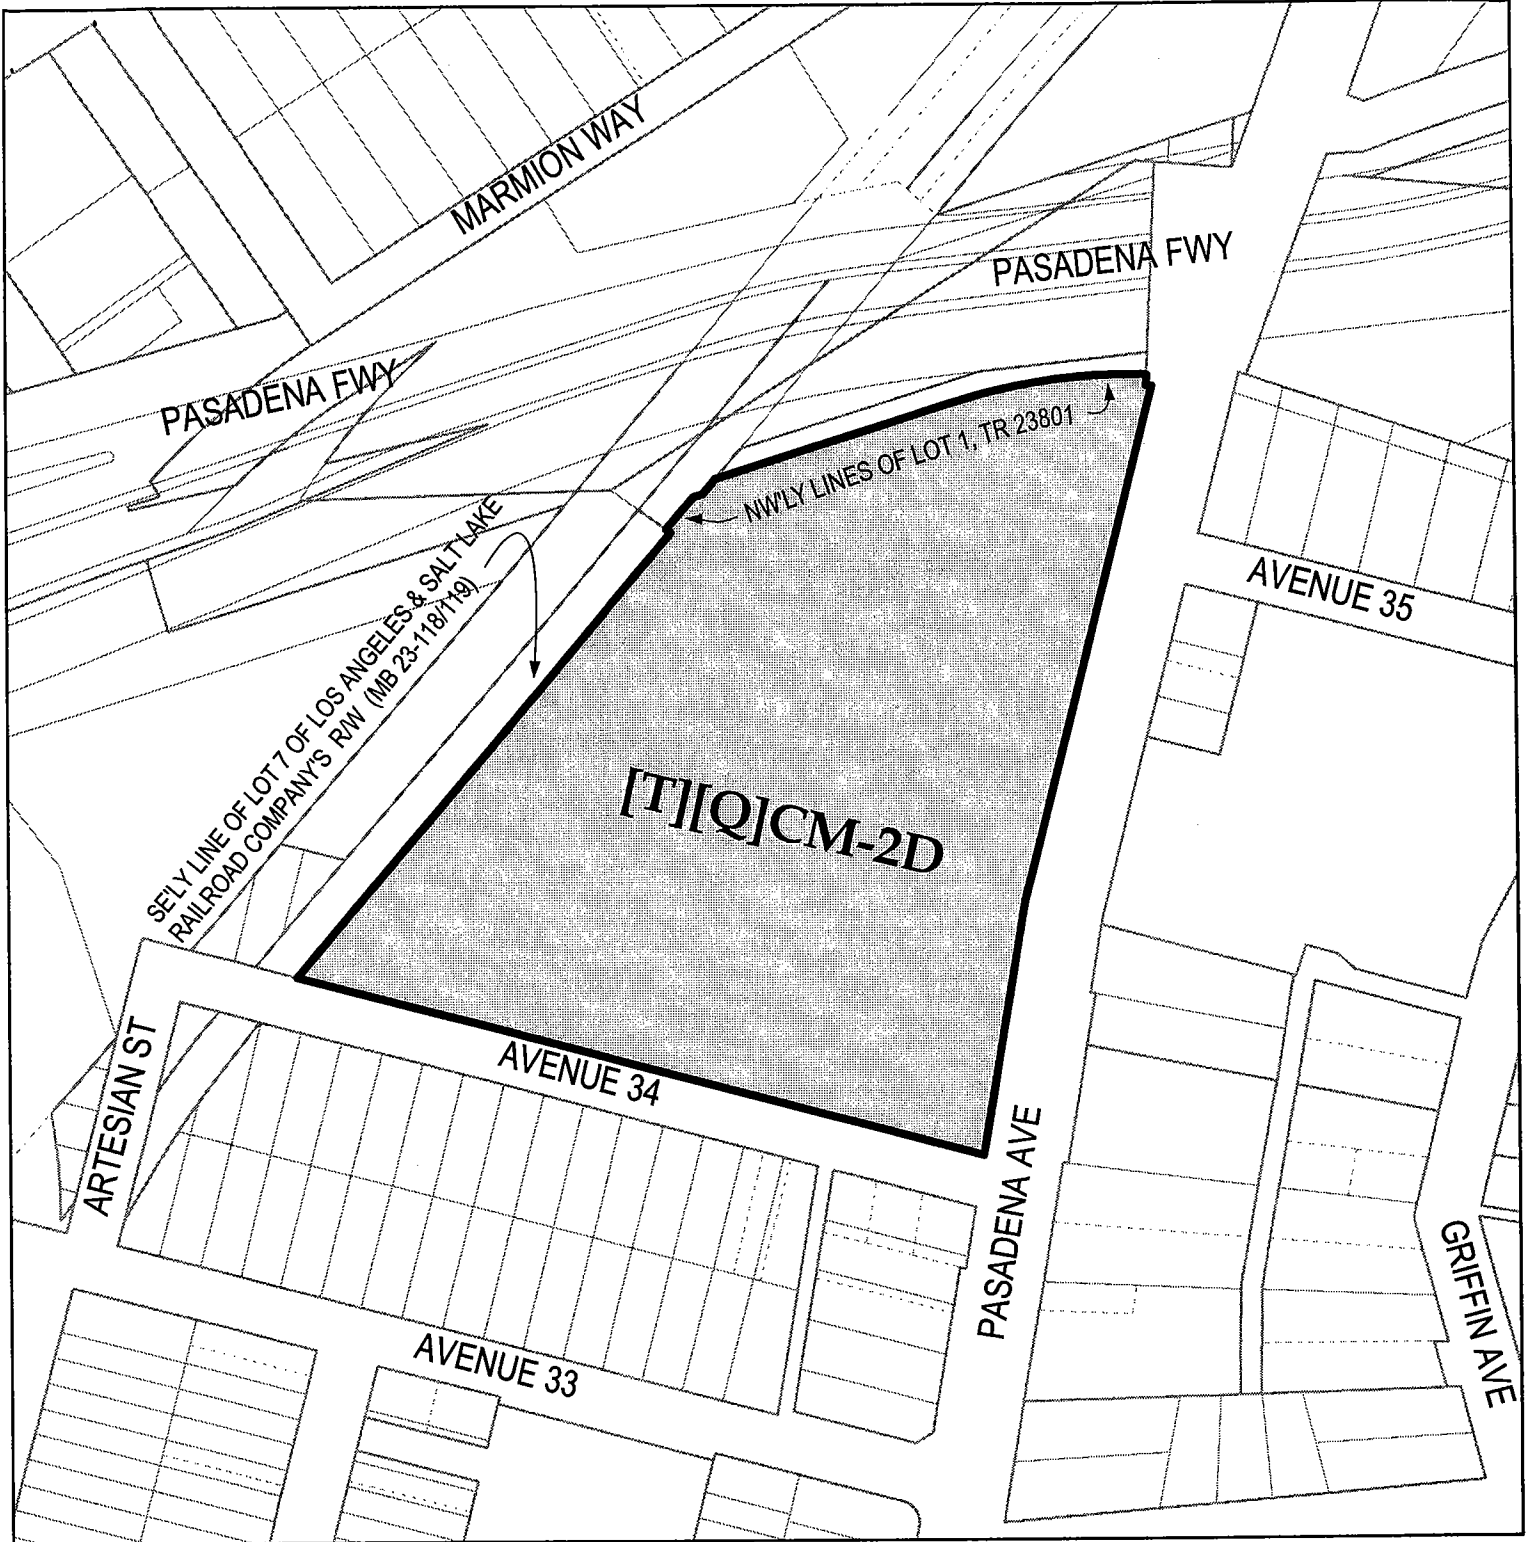 MARMION WAY
PASADENA FWY
PASADENA FWY
NW'LY LINES OF LOT 1, TR 23801
SE'LY LINE OF LOT 7 OF LOS ANGELES & SALT LAKE
RAILROAD COMPANY'S R/W (MB 23-118/119)
AVENUE 35
[T][Q]CM-2D
AVENUE 34
ARTESIAN ST
PASADENA AVE
GRIFFIN AVE
AVENUE 33